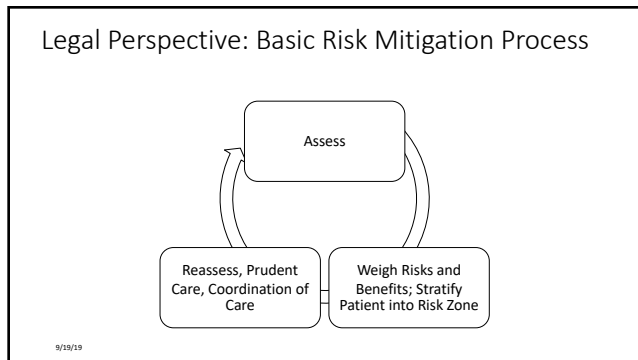 Legal Perspective: Basic Risk Mitigation Process
Assess
Reassess, Prudent
Care, Coordination of
Care
Weigh Risks and
Benefits; Stratify
Patient into Risk Zone
9/19/19